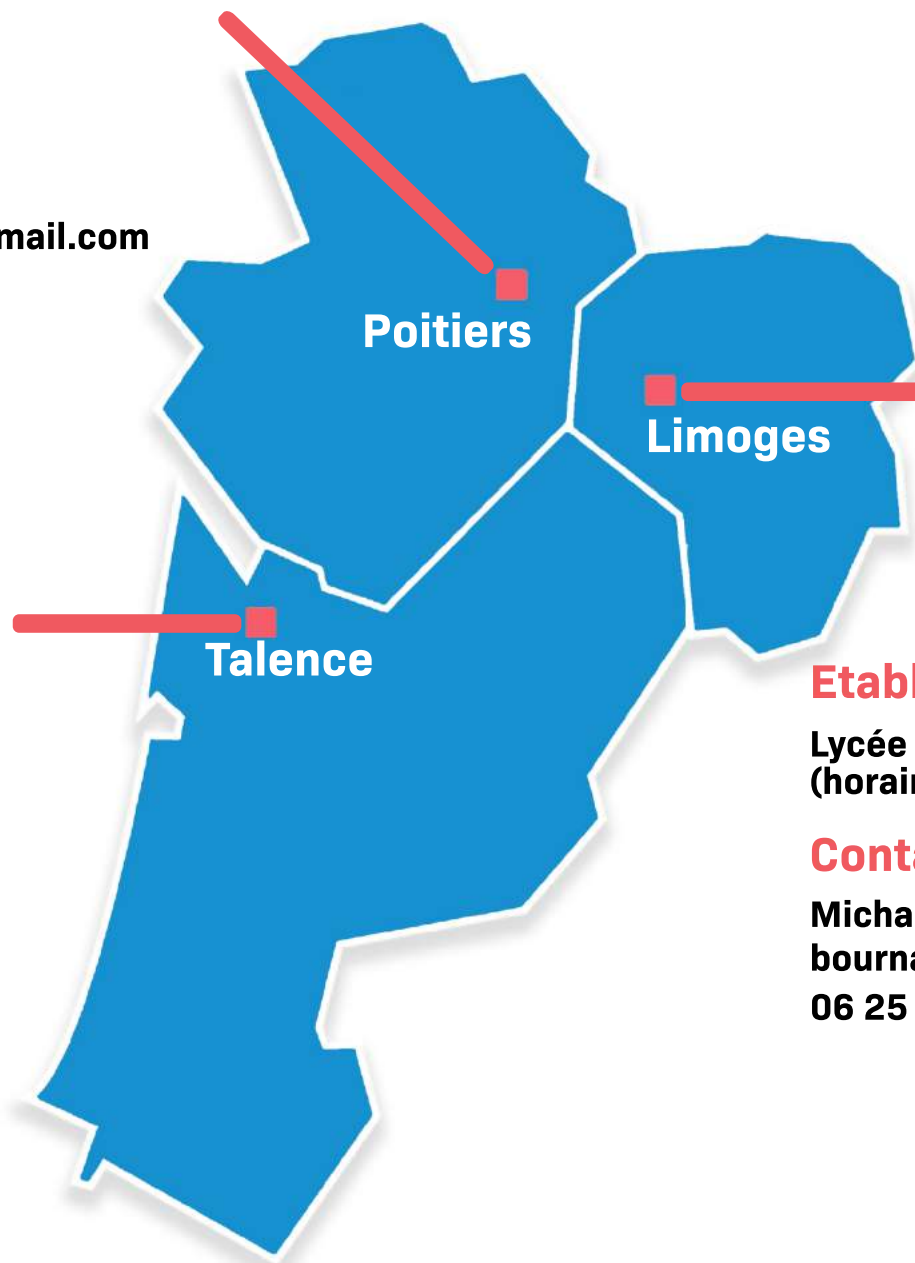 mail.com
Poitiers
Limoges
Talence
Etabl
Lycée
(horair
Conta
Micha
bourna
06 25